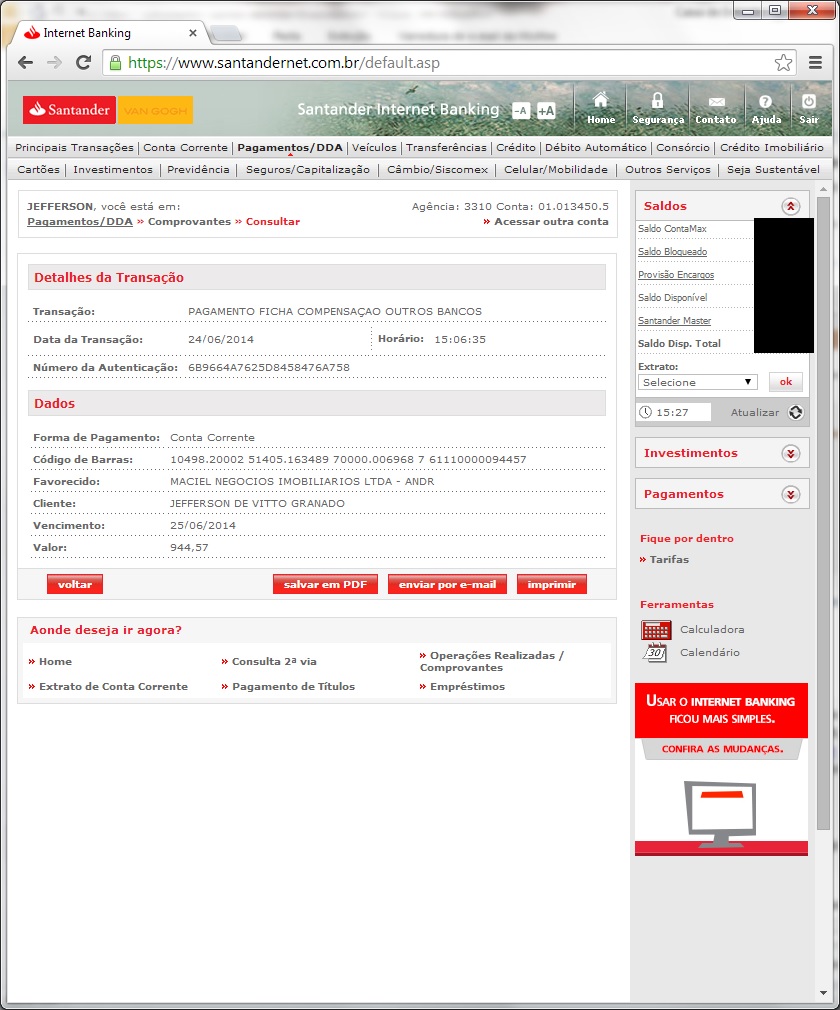 Internet Banking
https://www.santandernet.com.br/default.asp
Santander VAN GOGH Santander Internet Banking -A +A Home Segurança Contato Ajuda Sair
Principais Transações | Conta Corrente | Pagamentos/DDA | Veículos | Transferências | Crédito | Débito Automático | Consórcio | Crédito Imobiliário
Cartões | Investimentos | Previdência | Seguros/Capitalização | Câmbio/Siscomex | Celular/Mobilidade | Outros Serviços | Seja Sustentável
JEFFERSON, você está em: Agência: 3310 Conta: 01.013450.5
Pagamentos/DDA » Comprovantes » Consultar » Acessar outra conta
Detalhes da Transação
Transação: PAGAMENTO FICHA COMPENSAÇAO OUTROS BANCOS
Data da Transação: 24/06/2014 Horário: 15:06:35
Número da Autenticação: 6B9664A7625D8458476A758
Dados
Forma de Pagamento: Conta Corrente
Código de Barras: 10498.20002 51405.163489 70000.006968 7 61110000094457
Favorecido: MACIEL NEGOCIOS IMOBILIARIOS LTDA - ANDR
Cliente: JEFFERSON DE VITTO GRANADO
Vencimento: 25/06/2014
Valor: 944,57
voltar salvar em PDF enviar por e-mail imprimir
Aonde deseja ir agora?
» Home » Consulta 2ª via » Operações Realizadas /
Comprovantes
» Extrato de Conta Corrente » Pagamento de Títulos » Empréstimos
Saldos
Saldo ContaMax
Saldo Bloqueado
Provisão Encargos
Saldo Disponível
Santander Master
Saldo Disp. Total
Extrato:
Selecione ok
15:27 Atualizar
Investimentos
Pagamentos
Fique por dentro
» Tarifas
Ferramentas
Calculadora
30 Calendário
USAR O INTERNET BANKING
FICOU MAIS SIMPLES.
CONFIRA AS MUDANÇAS.